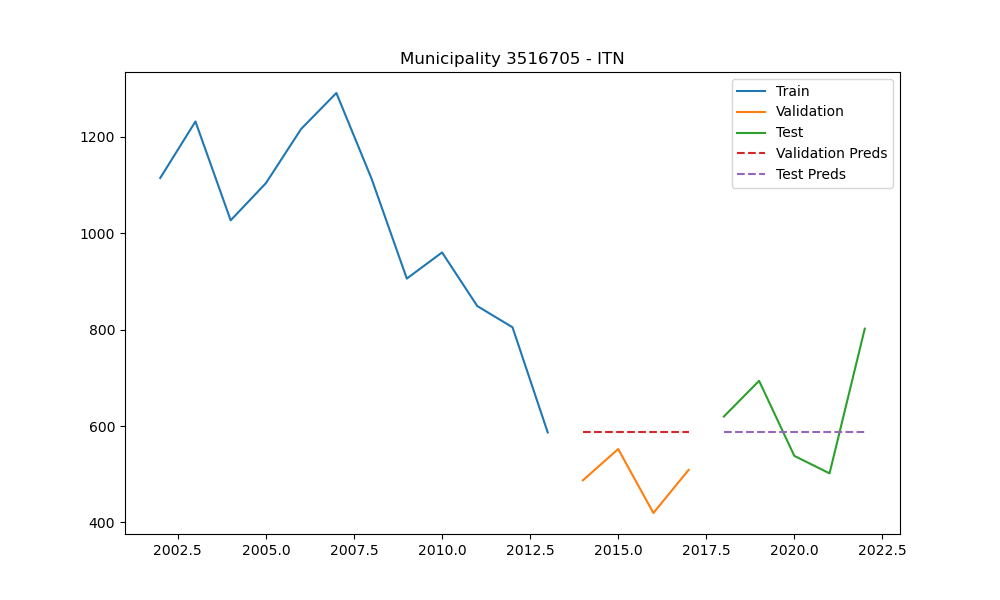 Municipality 3516705 - ITN
Train
Validation
Test
Validation Preds
Test Preds
1200
1000
800
600
400
2002.5 2005.0 2007.5 2010.0 2012.5 2015.0 2017.5 2020.0 2022.5